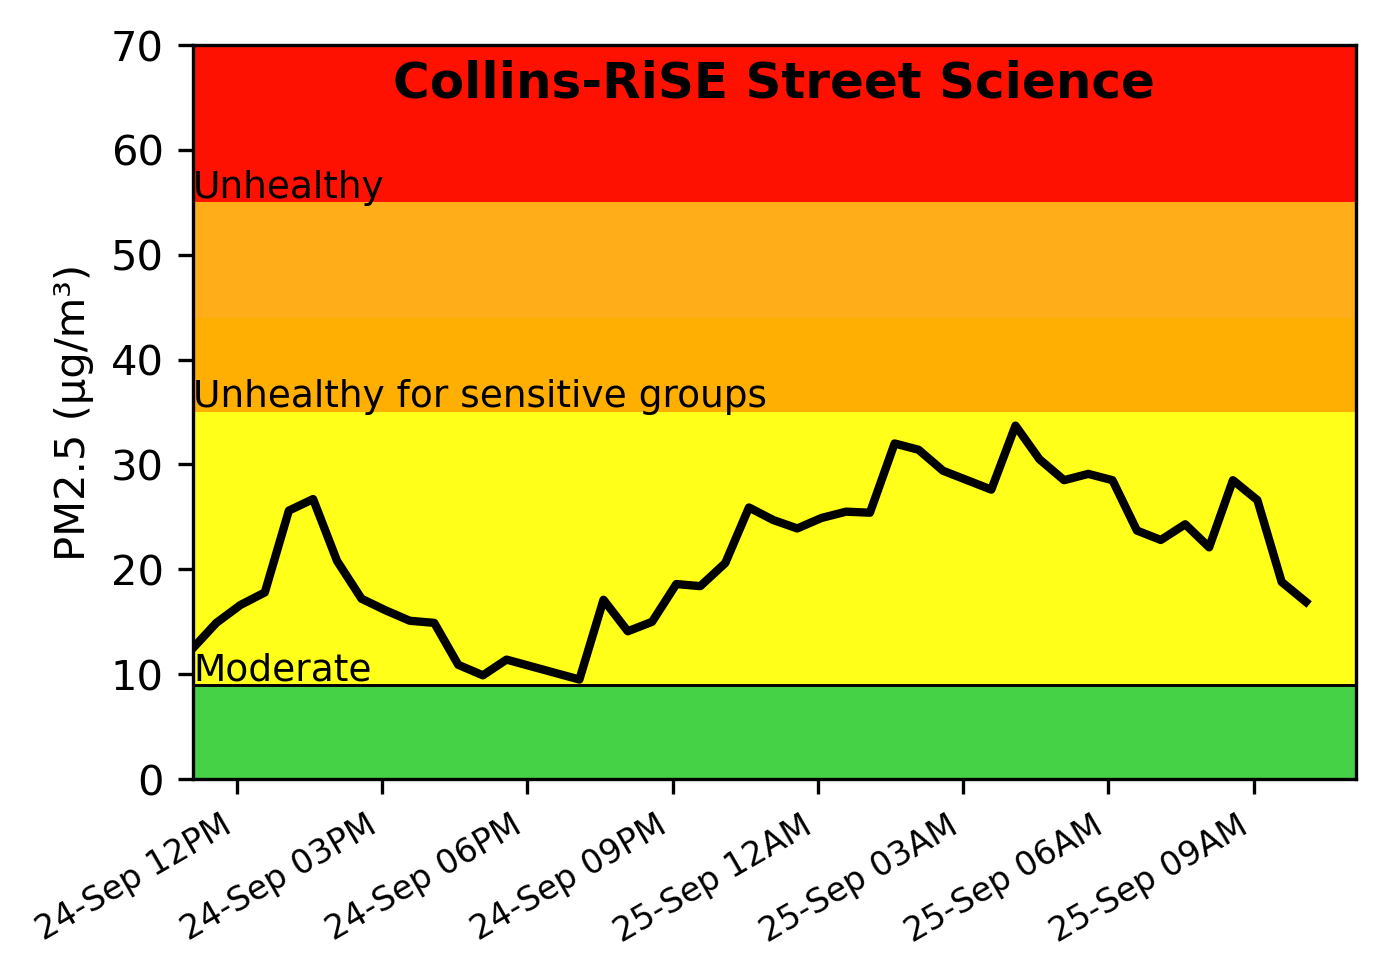 Collins-RiSE Street Science
70
60
Unhealthy
50
40
Unhealthy for sensitive groups
30
20
10
Moderate
0
PM2.5 (µg/m³)
24-Sep 12PM
24-Sep 03PM
24-Sep 06PM
24-Sep 09PM
25-Sep 12AM
25-Sep 03AM
25-Sep 06AM
25-Sep 09AM